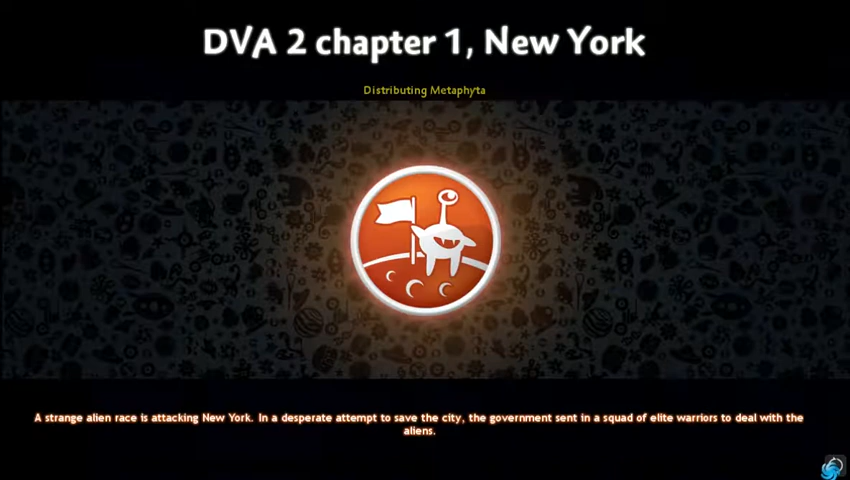 DVA 2 chapter 1, New York
Distributing Metaphyta
A strange alien race is attacking New York. In a desperate attempt to save the city, the government sent in a squad of elite warriors to deal with the
aliens.